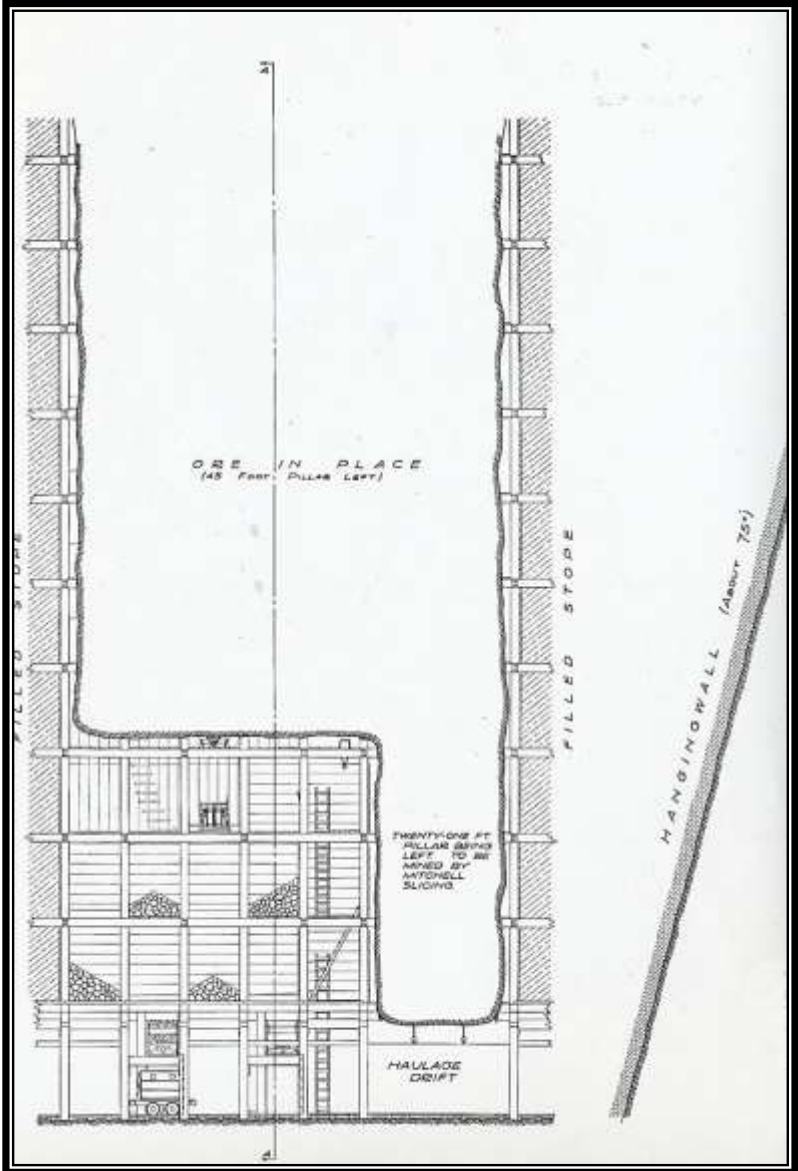 A
ORE IN PLACE
(45 FOOT PILLAR LEFT)
FILLED STOPE
FILLED STOPE
HANGINGWALL (ABOUT 75°)
TWENTY-ONE FT
PILLAR BEING
LEFT TO BE
MINED BY
MITCHELL
SLICING.
HAULAGE
DRIFT
A